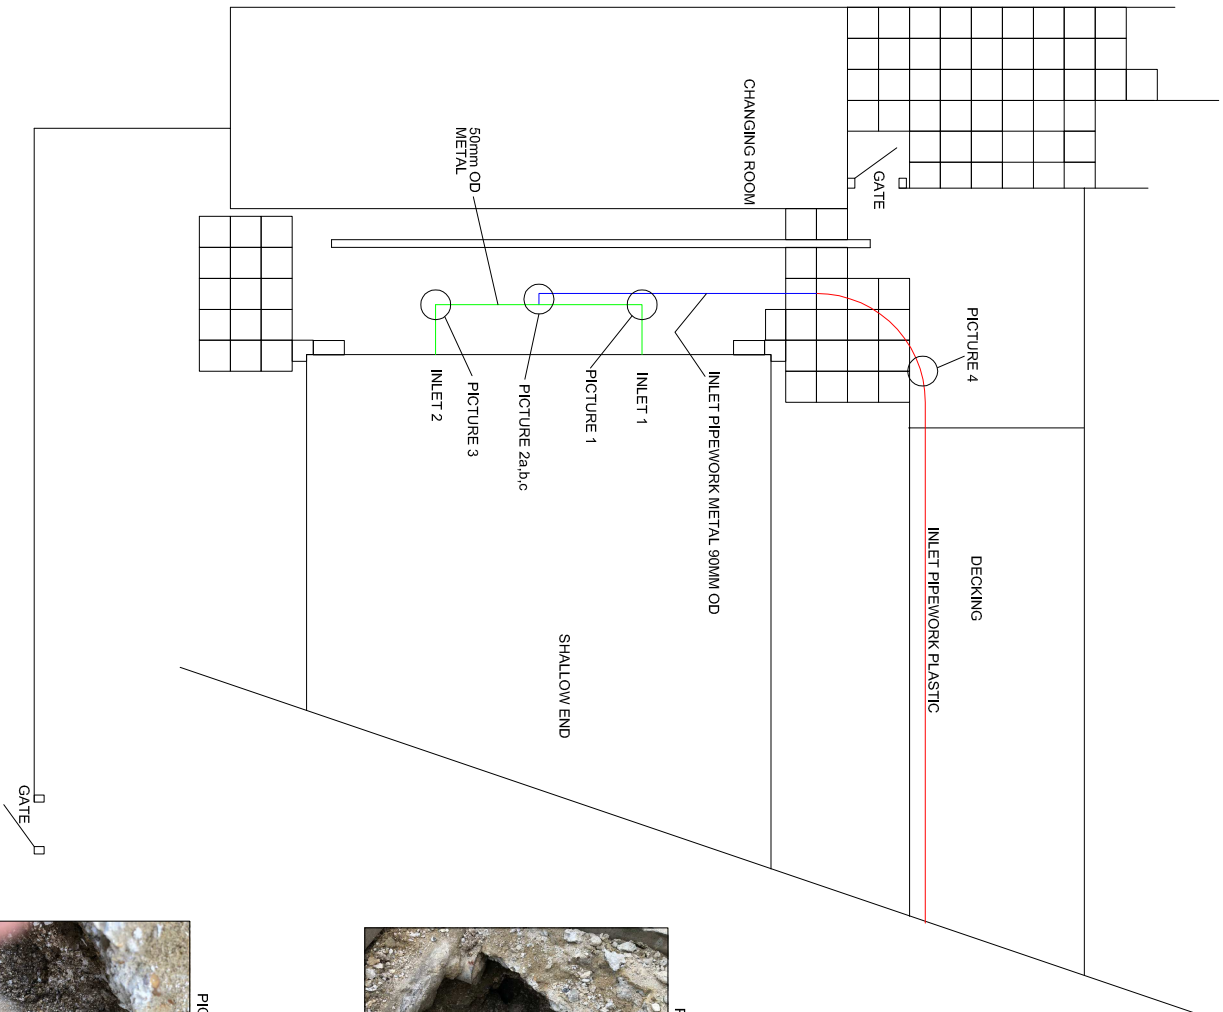 CHANGING ROOM
50mm OD
METAL
GATE
PICTURE 4
INLET 1
PICTURE 1
PICTURE 2a,b,c
PICTURE 3
INLET 2
INLET PIPEWORK METAL 90MM OD
INLET PIPEWORK PLASTIC
DECKING
SHALLOW END
GATE